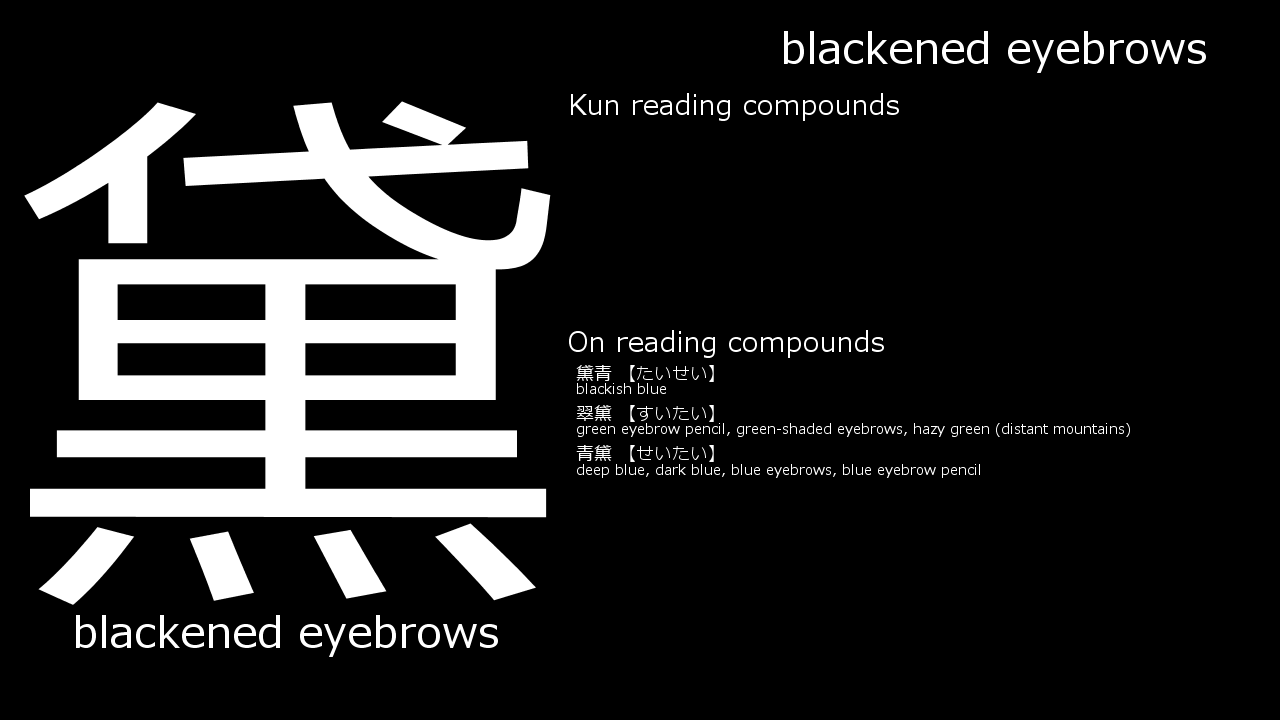 blackened eyebrows
黛
blackened eyebrows
Kun reading compounds
On reading compounds
黛青 【たいせい】
blackish blue
翠黛 【すいたい】
green eyebrow pencil, green-shaded eyebrows, hazy green (distant mountains)
青黛 【せいたい】
deep blue, dark blue, blue eyebrows, blue eyebrow pencil